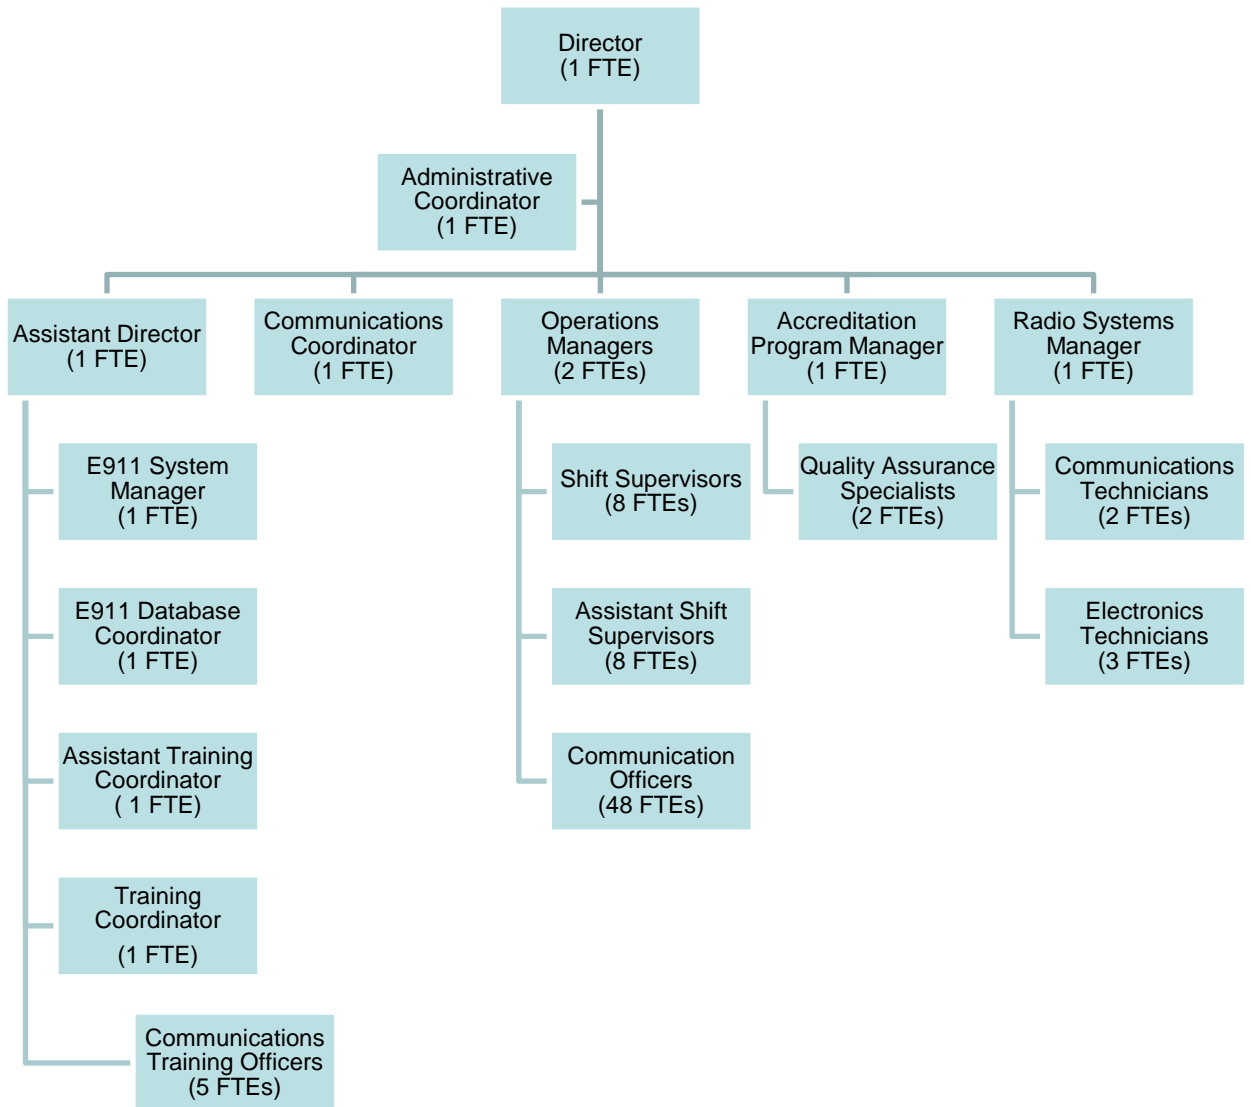 Director
(1 FTE)
Administrative
Coordinator
(1 FTE)
Assistant Director
(1 FTE)
Communications
Coordinator
(1 FTE)
Operations
Managers
(2 FTEs)
Accreditation
Program Manager
(1 FTE)
Radio Systems
Manager
(1 FTE)
E911 System
Manager
(1 FTE)
E911 Database
Coordinator
(1 FTE)
Assistant Training
Coordinator
( 1 FTE)
Training
Coordinator
(1 FTE)
Communications
Training Officers
(5 FTEs)
Shift Supervisors
(8 FTEs)
Assistant Shift
Supervisors
(8 FTEs)
Communication
Officers
(48 FTEs)
Quality Assurance
Specialists
(2 FTEs)
Communications
Technicians
(2 FTEs)
Electronics
Technicians
(3 FTEs)